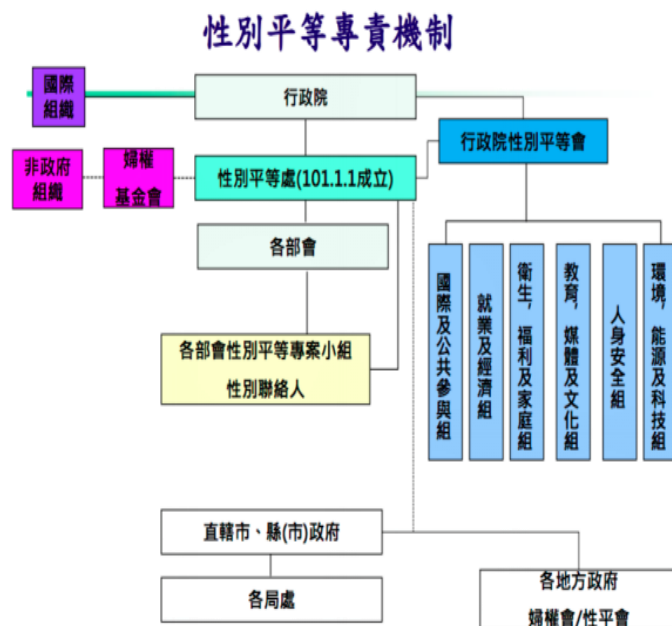 性別平等專責機制
國際
組織
行政院
行政院性別平等會
非政府
組織
婦權
基金會
性別平等處(101.1.1成立)
各部會
各部會性別平等專案小組
性別聯絡人
國際及公共參與組
就業及經濟組
衛生，福利及家庭組
教育，媒體及文化組
人身安全組
環境，能源及科技組
直轄市、縣(市)政府
各局處
各地方政府
婦權會/性平會